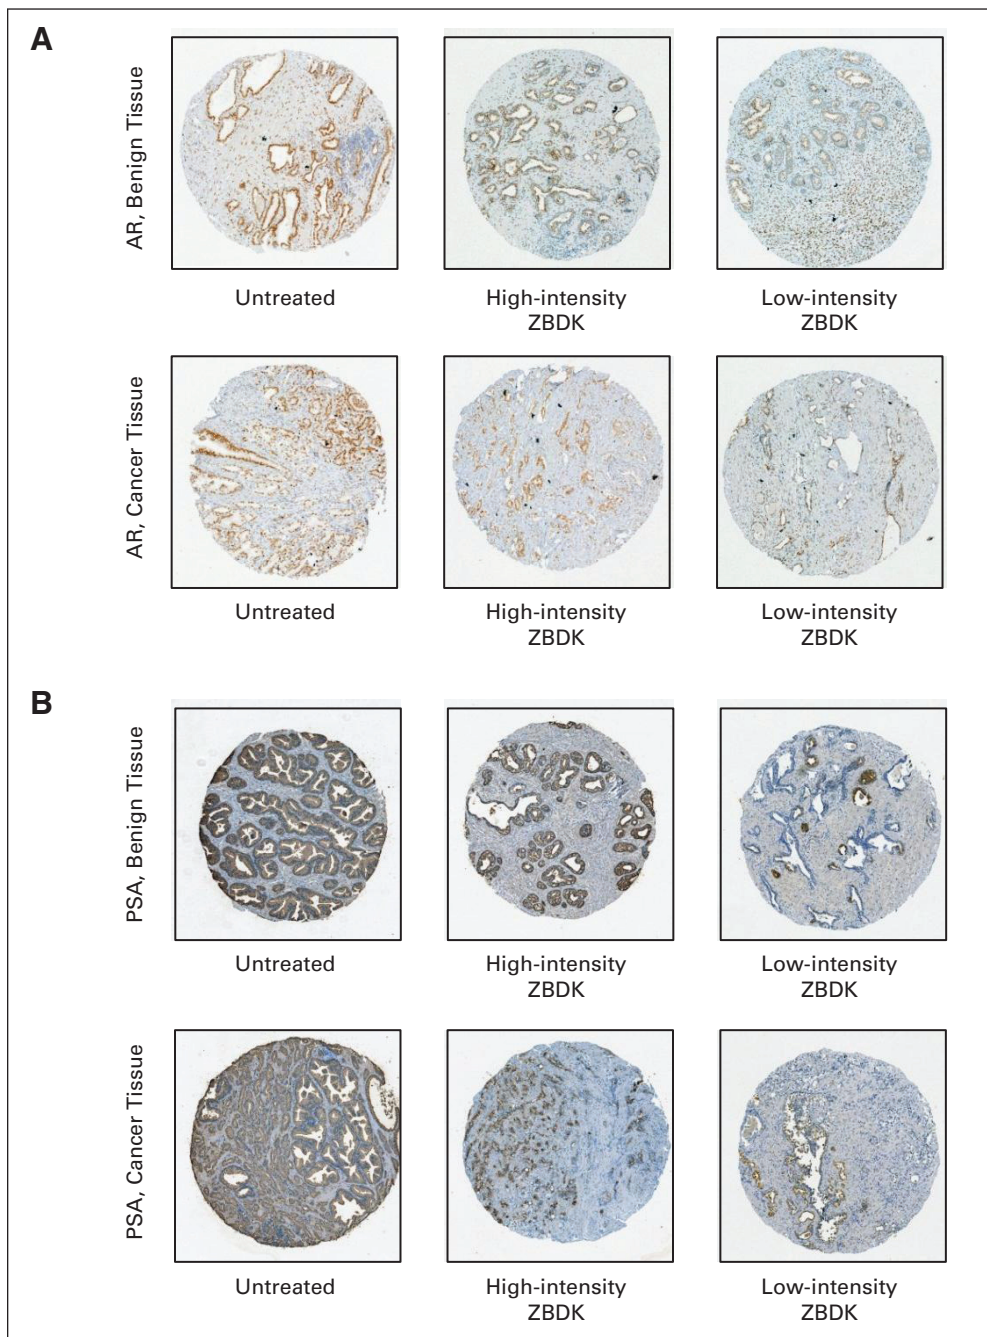 A
AR, Benign Tissue
Untreated
High-intensity
ZBDK
Low-intensity
ZBDK
AR, Cancer Tissue
Untreated
High-intensity
ZBDK
Low-intensity
ZBDK
B
PSA, Benign Tissue
Untreated
High-intensity
ZBDK
Low-intensity
ZBDK
PSA, Cancer Tissue
Untreated
High-intensity
ZBDK
Low-intensity
ZBDK